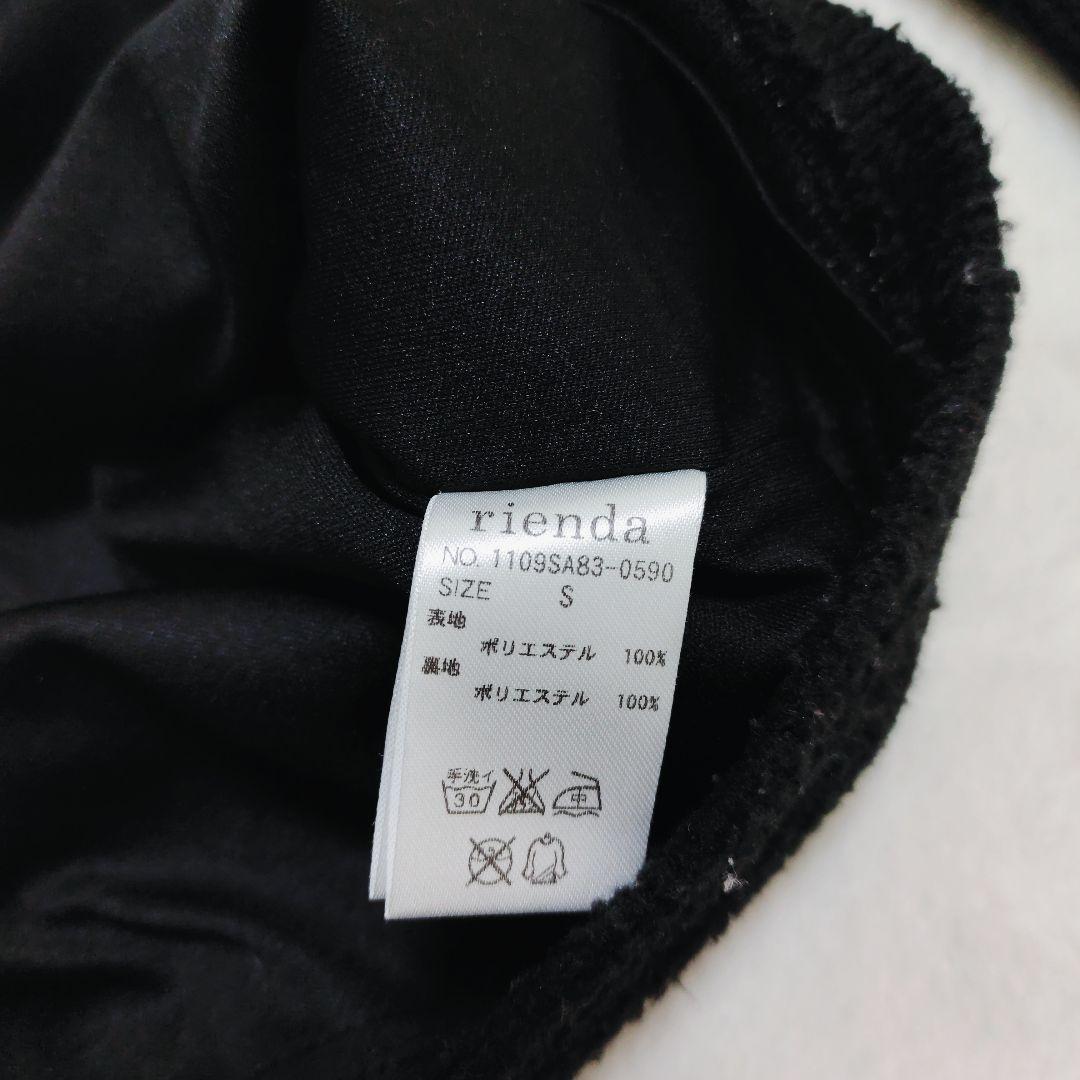 rienda
NO. 1109SA83-0590
SIZE S
表地
ポリエステル 100%
裏地
ポリエステル 100%
手洗イ
30 中